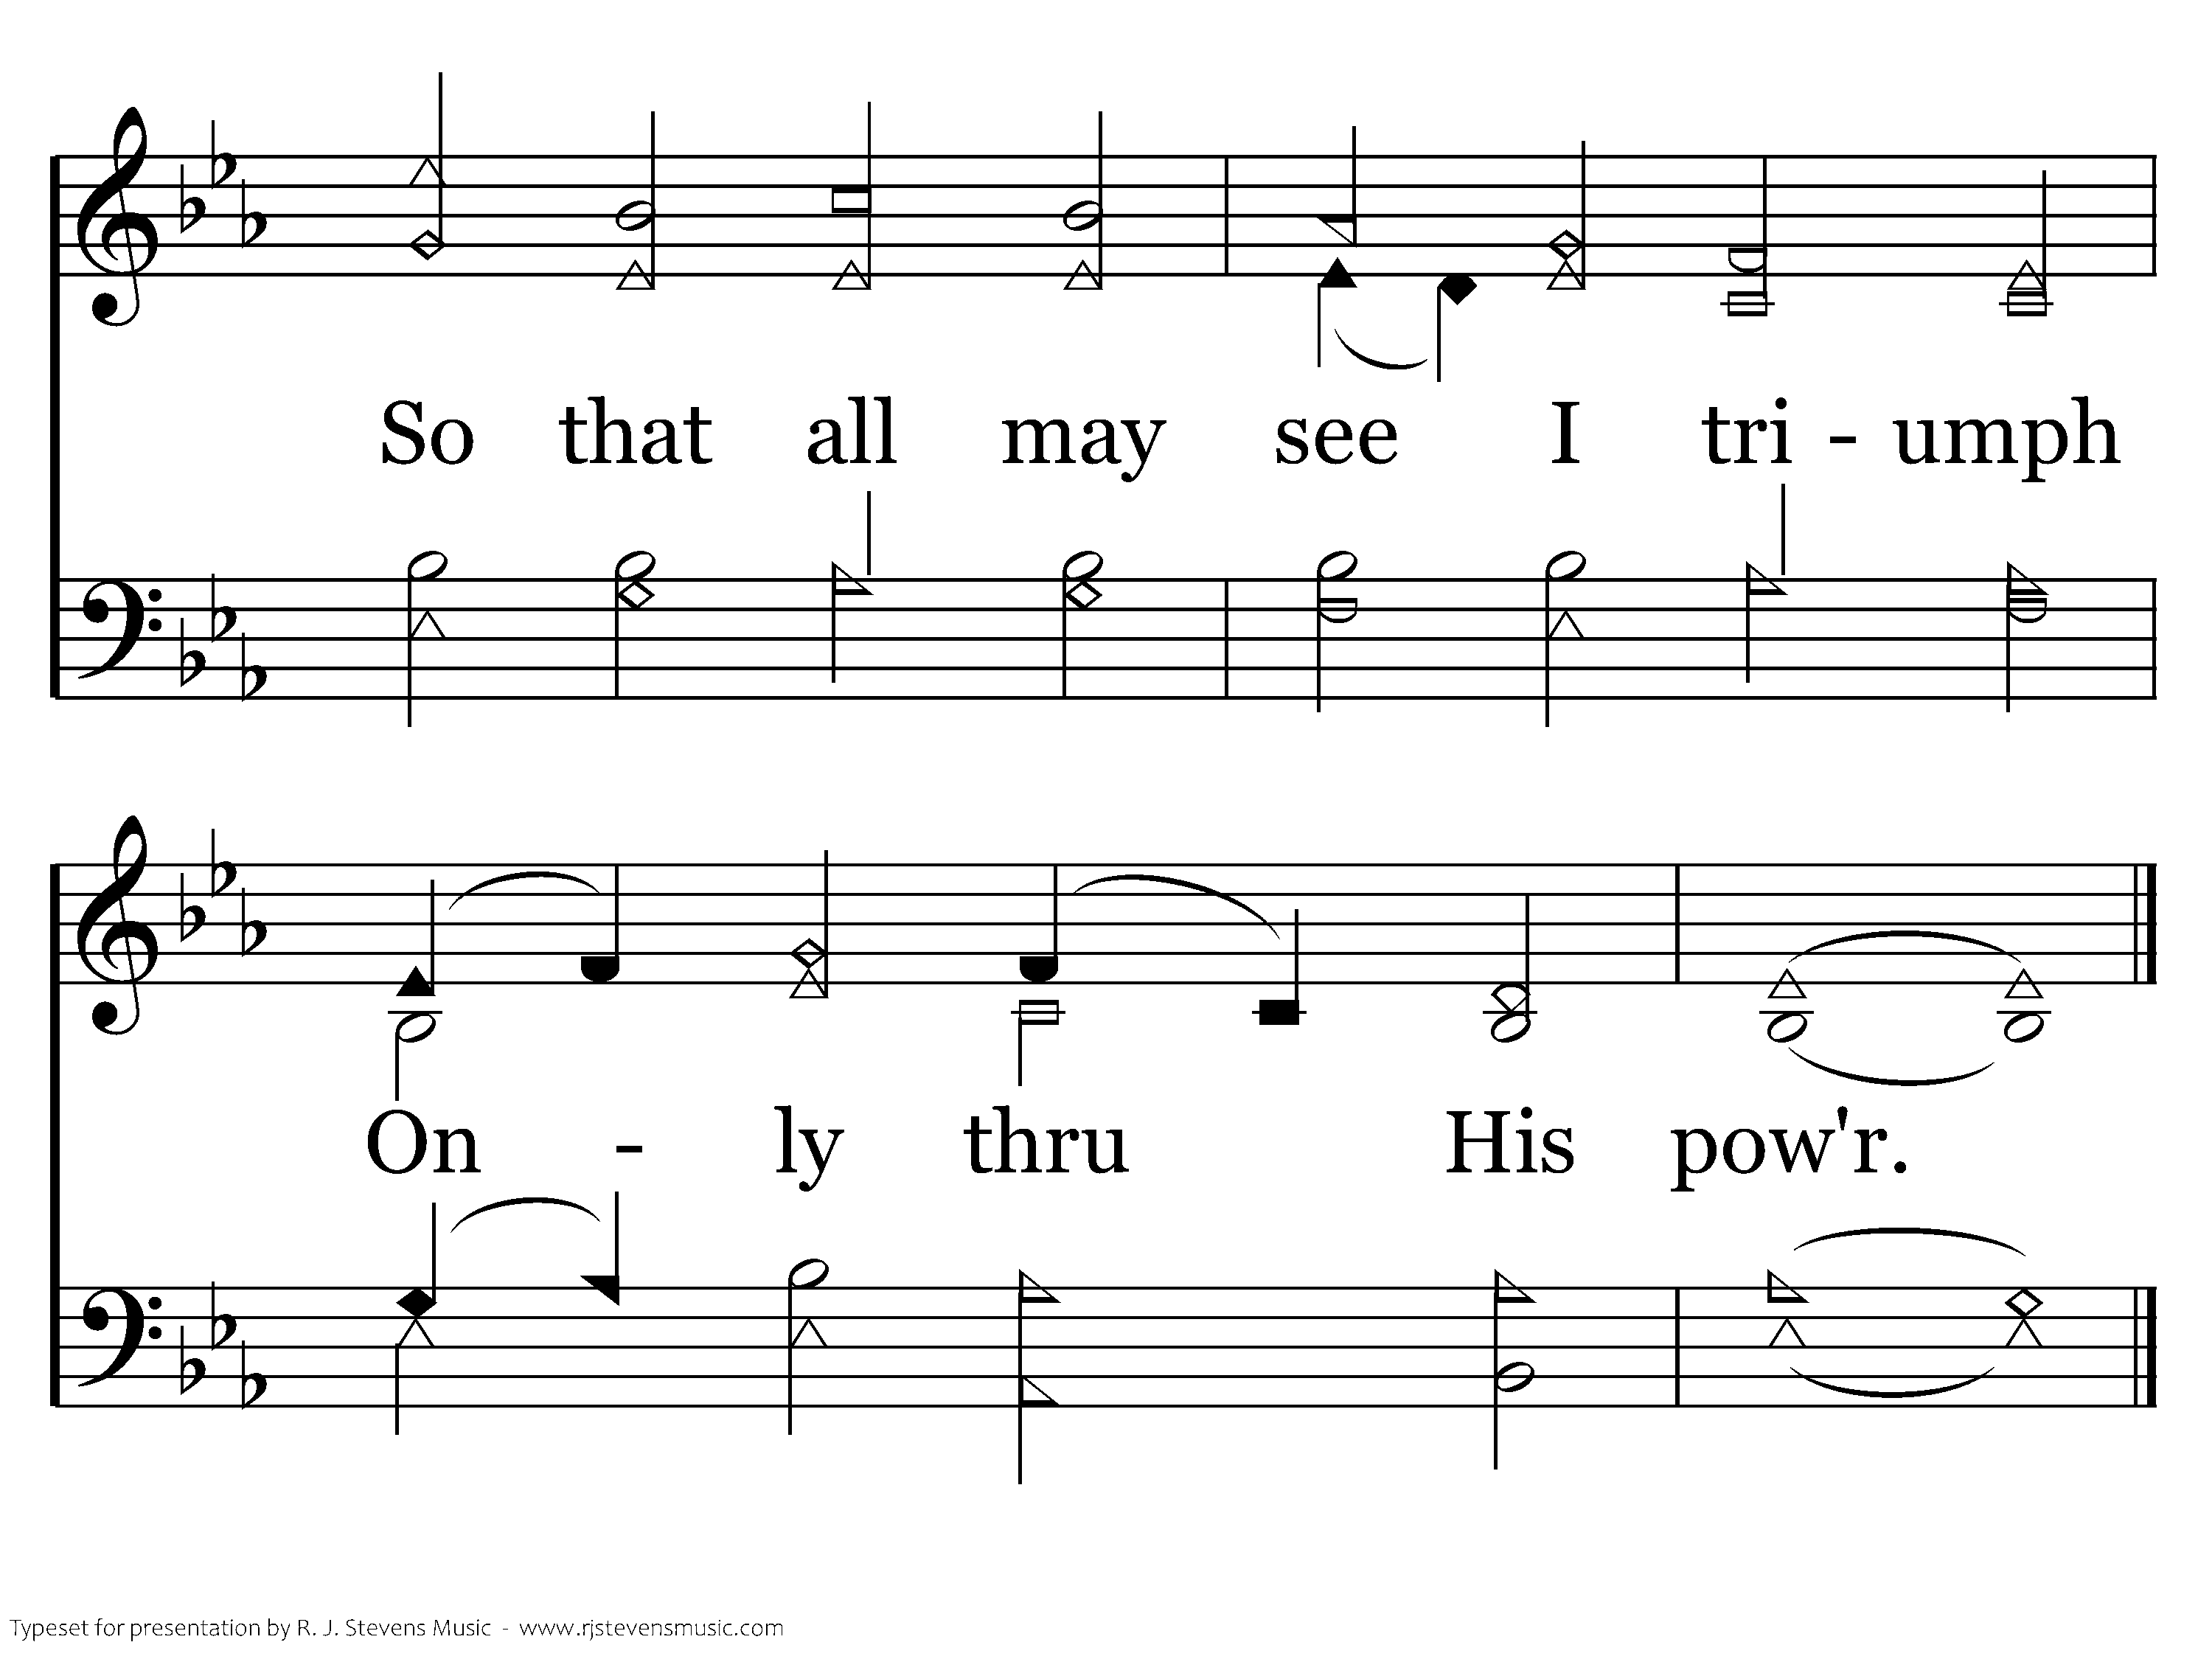 So that all may see I tri - umph
On - ly thru His pow'r.
Typeset for presentation by R. J. Stevens Music - www.rjstevensmusic.com